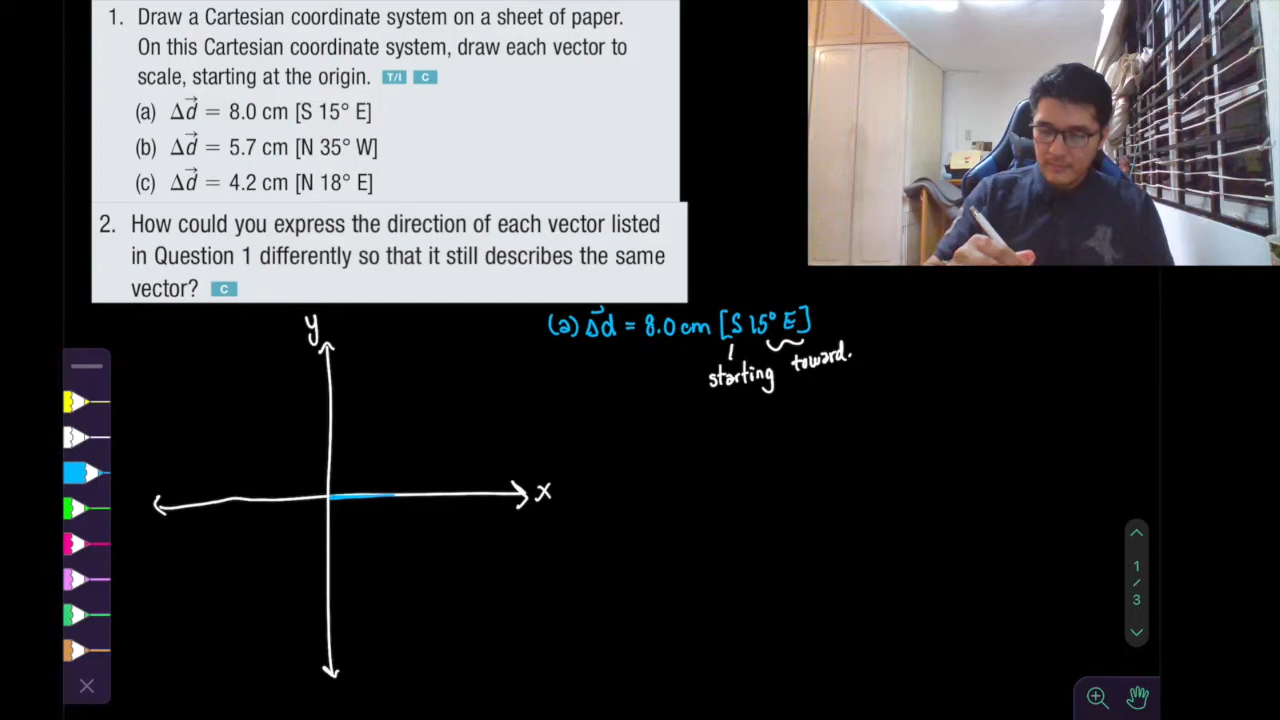 1. Draw a Cartesian coordinate system on a sheet of paper.
On this Cartesian coordinate system, draw each vector to
scale, starting at the origin. T/I C
(a) Δd⃗ = 8.0 cm [S 15° E]
(b) Δd⃗ = 5.7 cm [N 35° W]
(c) Δd⃗ = 4.2 cm [N 18° E]
2. How could you express the direction of each vector listed
in Question 1 differently so that it still describes the same
vector? C
(a) Δd⃗ = 8.0 cm [S 15° E]
starting toward.
y
x
1
/
3